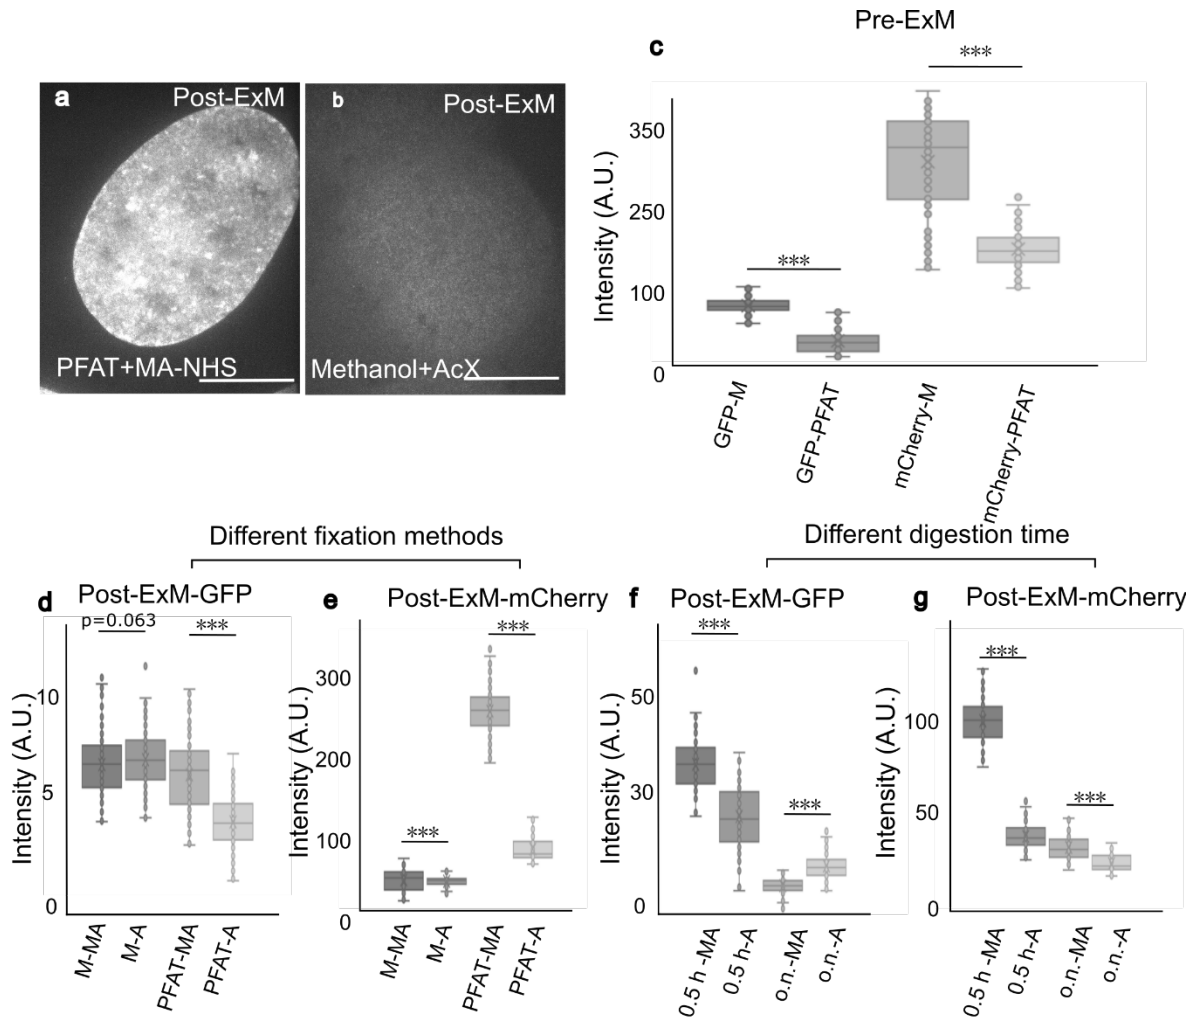 Pre-ExM
c
***
a
Post-ExM
b
Post-ExM
350
250
100
0
Intensity (A.U.)
***
PFAT+MA-NHS
Methanol+AcX
GFP-M
GFP-PFAT
mCherry-M
mCherry-PFAT
Different fixation methods
Different digestion time
d
Post-ExM-GFP
p=0.063
***
10
5
0
Intensity (A.U.)
M-MA
M-A
PFAT-MA
PFAT-A
e
Post-ExM-mCherry
***
300
200
100
0
Intensity (A.U.)
***
M-MA
M-A
PFAT-MA
PFAT-A
f
Post-ExM-GFP
***
50
30
0
Intensity (A.U.)
***
0.5 h -MA
0.5 h-A
o.n.-MA
o.n.-A
g
Post-ExM-mCherry
***
100
50
0
Intensity (A.U.)
***
0.5 h -MA
0.5 h-A
o.n.-MA
o.n.-A